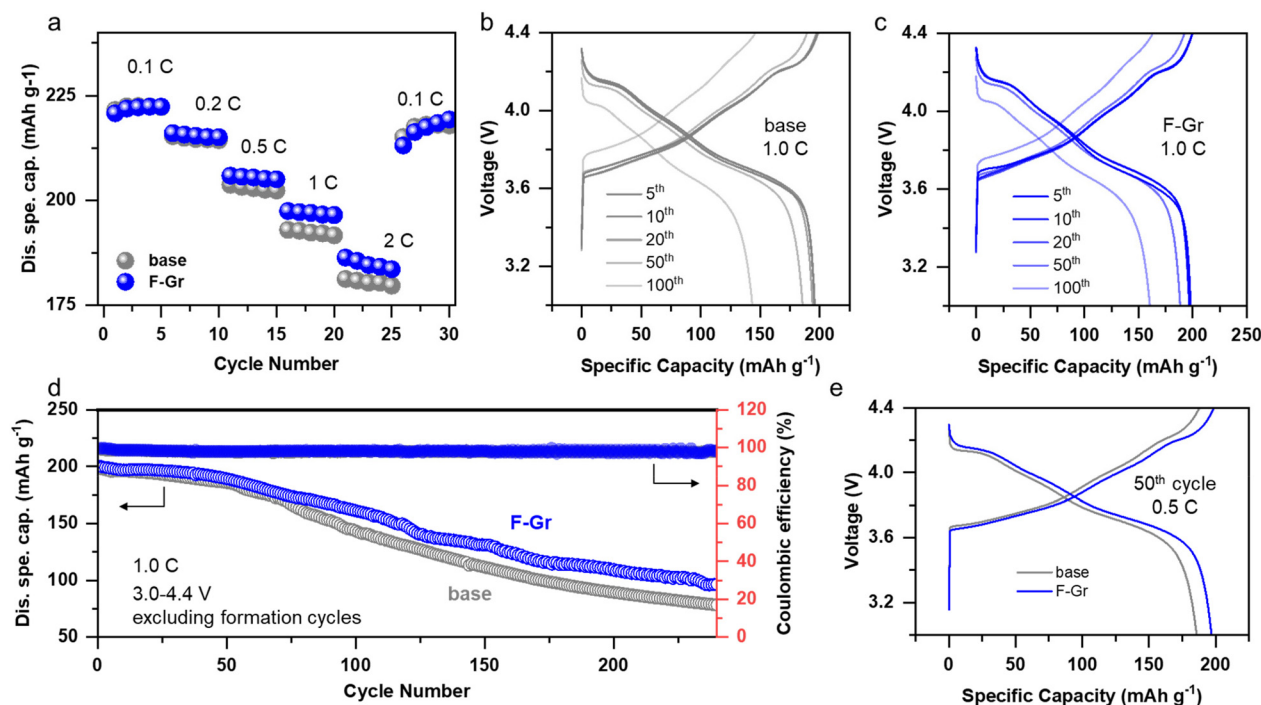 a
Dis. spe. cap. (mAh g-1)
225
200
175
0.1 C
0.2 C
0.5 C
1 C
2 C
0.1 C
base
F-Gr
0 5 10 15 20 25 30
Cycle Number
b
Voltage (V)
4.4
4.0
3.6
3.2
base
1.0 C
5th
10th
20th
50th
100th
0 50 100 150 200
Specific Capacity (mAh g-1)
c
Voltage (V)
4.4
4.0
3.6
3.2
F-Gr
1.0 C
5th
10th
20th
50th
100th
0 50 100 150 200 250
Specific Capacity (mAh g-1)
d
Dis. spe. cap. (mAh g-1)
250
200
150
100
50
F-Gr
base
1.0 C
3.0-4.4 V
excluding formation cycles
0 50 100 150 200
Cycle Number
120
100
80
60
40
20
0
Coulombic efficiency (%)
e
Voltage (V)
4.4
4.0
3.6
3.2
50th cycle
0.5 C
base
F-Gr
0 50 100 150 200
Specific Capacity (mAh g-1)